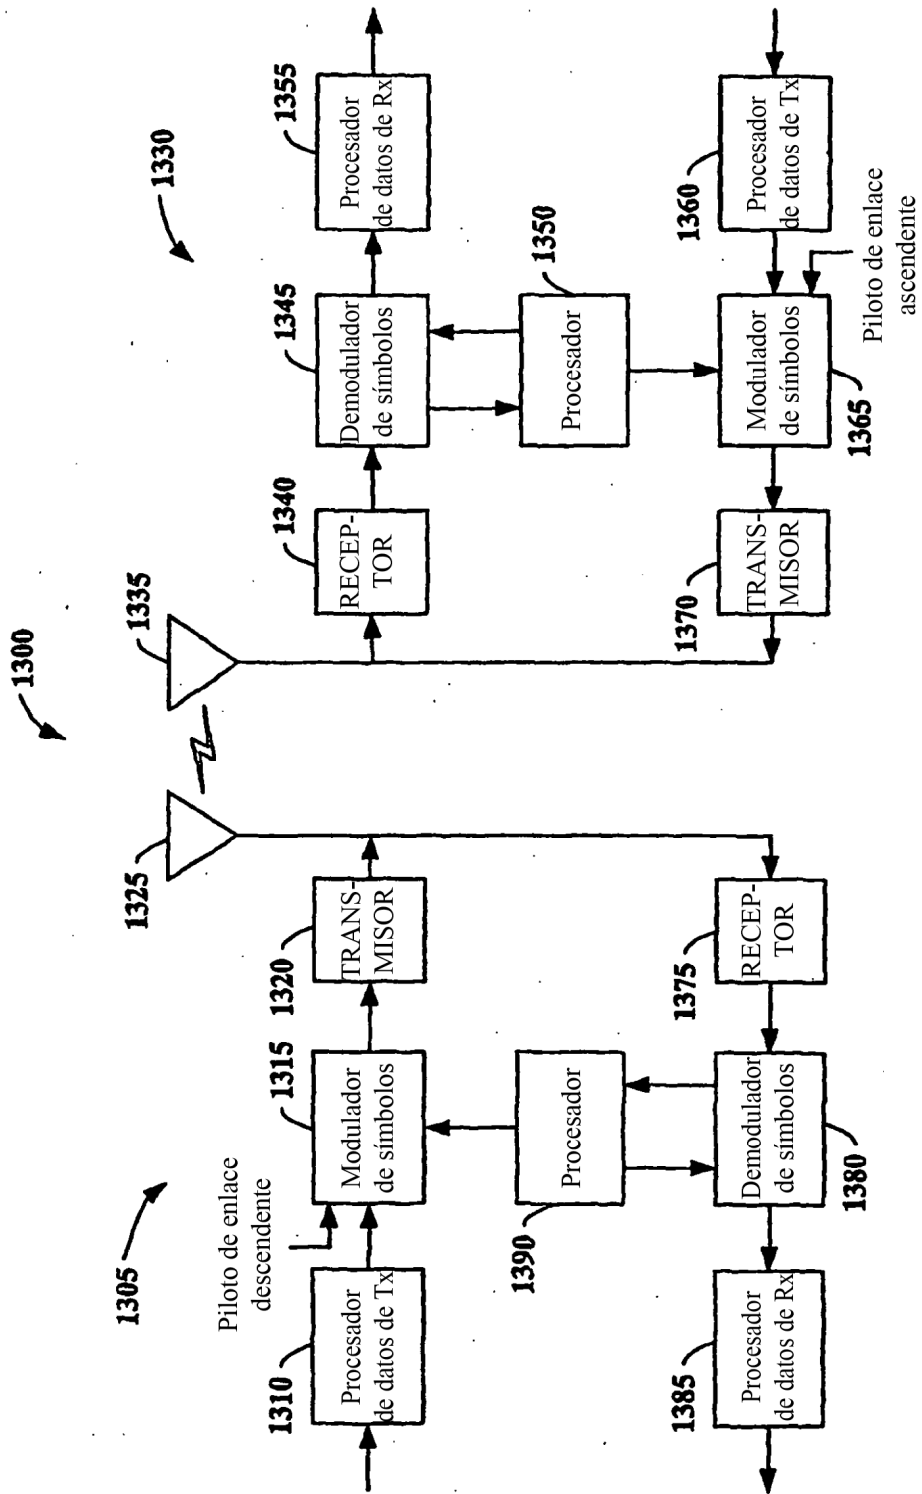 1300
1305
1330
Piloto de enlace
descendente
1310
Procesador
de datos de Tx
1315
Modulador
de símbolos
1320
TRANS-
MISOR
1325
1335
1340
RECEP-
TOR
1345
Demodulador
de símbolos
1355
Procesador
de datos de Rx
1390
Procesador
1350
Procesador
1385
Procesador
de datos de Rx
1380
Demodulador
de símbolos
1375
RECEP-
TOR
1370
TRANS-
MISOR
1365
Modulador
de símbolos
1360
Procesador
de datos de Tx
Piloto de enlace
ascendente